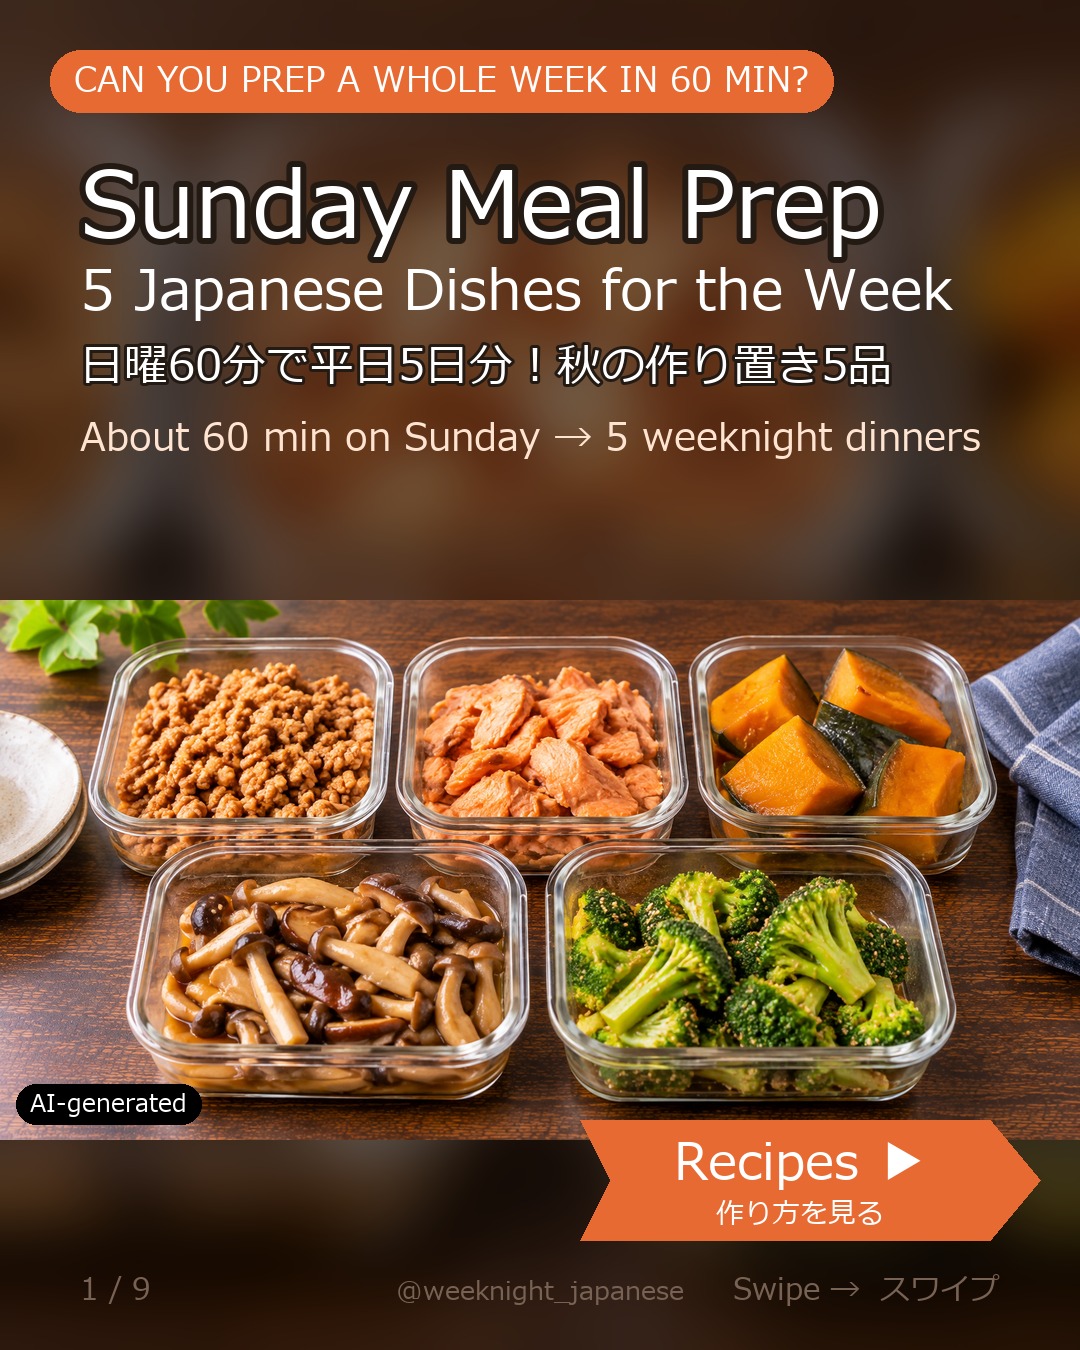 CAN YOU PREP A WHOLE WEEK IN 60 MIN?
Sunday Meal Prep
5 Japanese Dishes for the Week
日曜60分で平日5日分！秋の作り置き5品
About 60 min on Sunday → 5 weeknight dinners
AI-generated
Recipes ▶
作り方を見る
1 / 9
@weeknight_japanese
Swipe → スワイプ